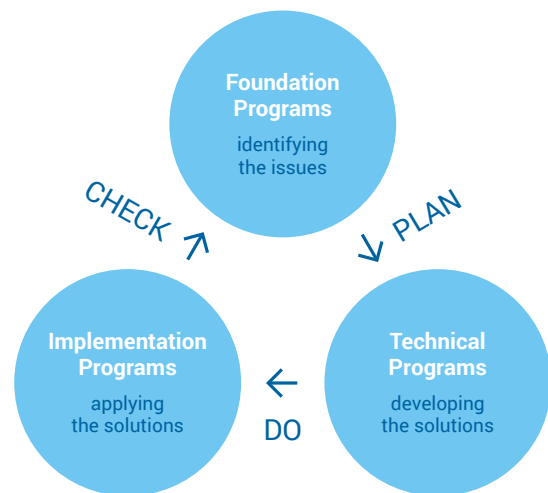 Foundation
Programs
identifying
the issues
CHECK
PLAN
Implementation
Programs
applying
the solutions
DO
Technical
Programs
developing
the solutions